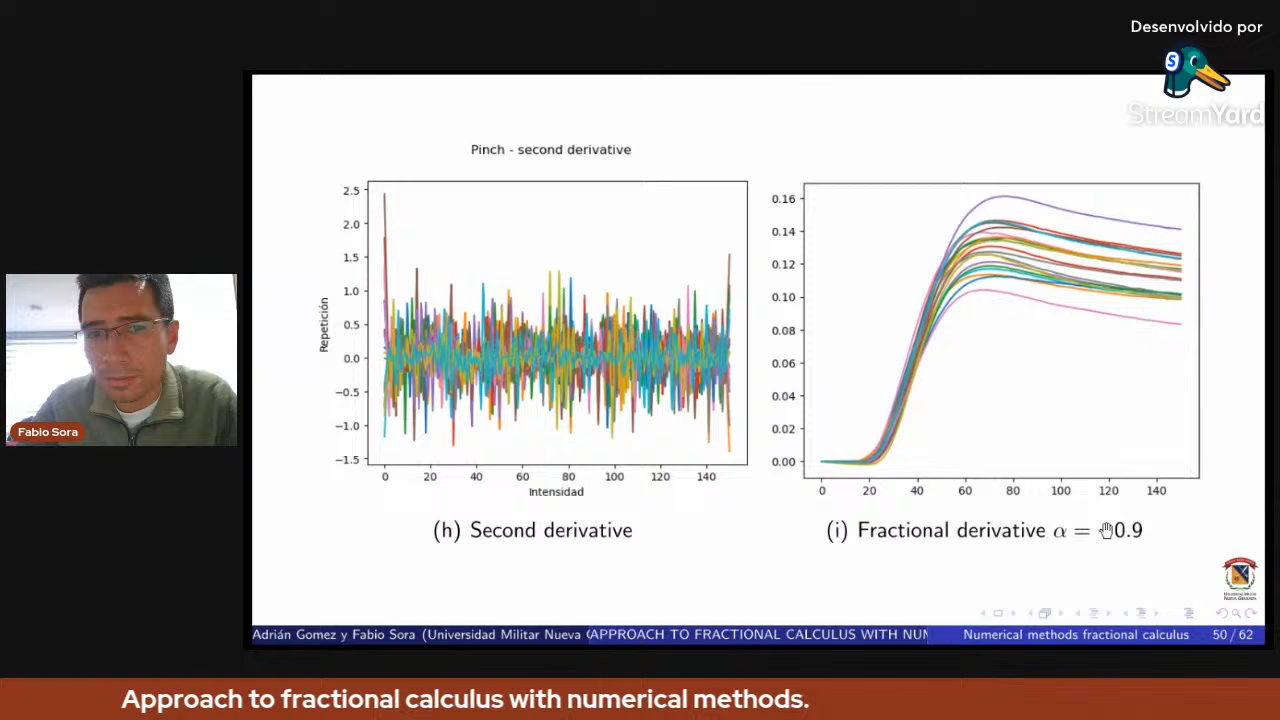 Desenvolvido por
StreamYard
Pinch - second derivative
2.5
2.0
1.5
1.0
0.5
0.0
−0.5
−1.0
−1.5
Repetición
0 20 40 60 80 100 120 140
Intensidad
(h) Second derivative
0.16
0.14
0.12
0.10
0.08
0.06
0.04
0.02
0.00
0 20 40 60 80 100 120 140
(i) Fractional derivative α = 0.9
Fabio Sora
Adrián Gomez y Fabio Sora (Universidad Militar Nueva G
APPROACH TO FRACTIONAL CALCULUS WITH NUM
Numerical methods fractional calculus 50 / 62
Approach to fractional calculus with numerical methods.